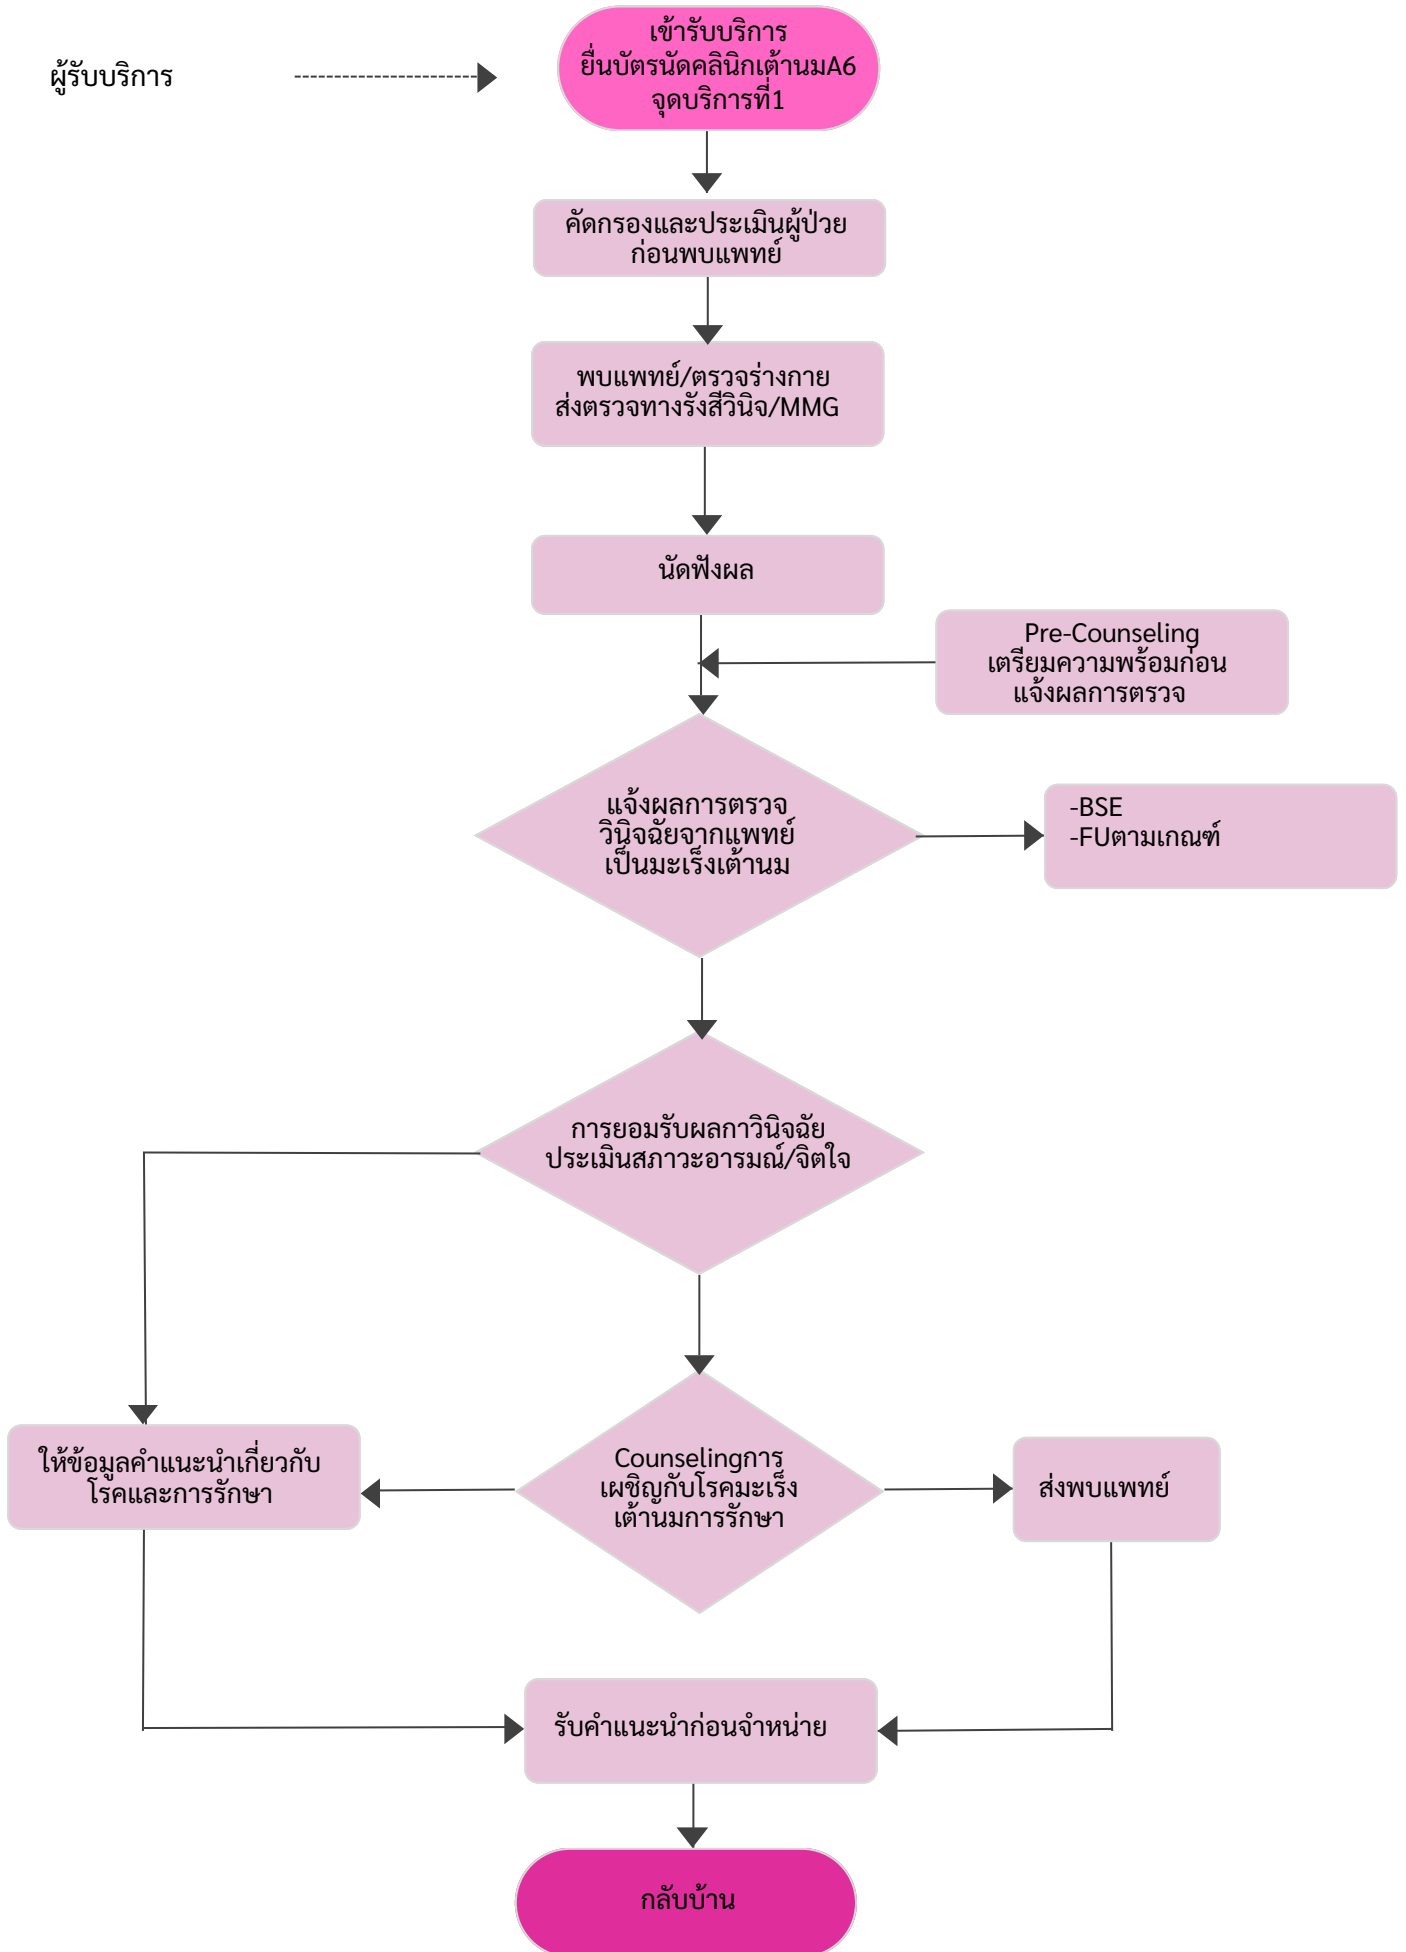 เข้ารับบริการ
ยื่นบัตรนัดคลินิกเต้านมA6
จุดบริการที่1
ผู้รับบริการ
คัดกรองและประเมินผู้ป่วย
ก่อนพบแพทย์
พบแพทย์/ตรวจร่างกาย
ส่งตรวจทางรังสีวินิจ/MMG
นัดฟังผล
Pre-Counseling
เตรียมความพร้อมก่อน
แจ้งผลการตรวจ
แจ้งผลการตรวจ
วินิจฉัยจากแพทย์
เป็นมะเร็งเต้านม
-BSE
-FUตามเกณฑ์
การยอมรับผลกาวินิจฉัย
ประเมินสภาวะอารมณ์/จิตใจ
ให้ข้อมูลคำแนะนำเกี่ยวกับ
โรคและการรักษา
Counselingการ
เผชิญกับโรคมะเร็ง
เต้านมการรักษา
ส่งพบแพทย์
รับคำแนะนำก่อนจำหน่าย
กลับบ้าน